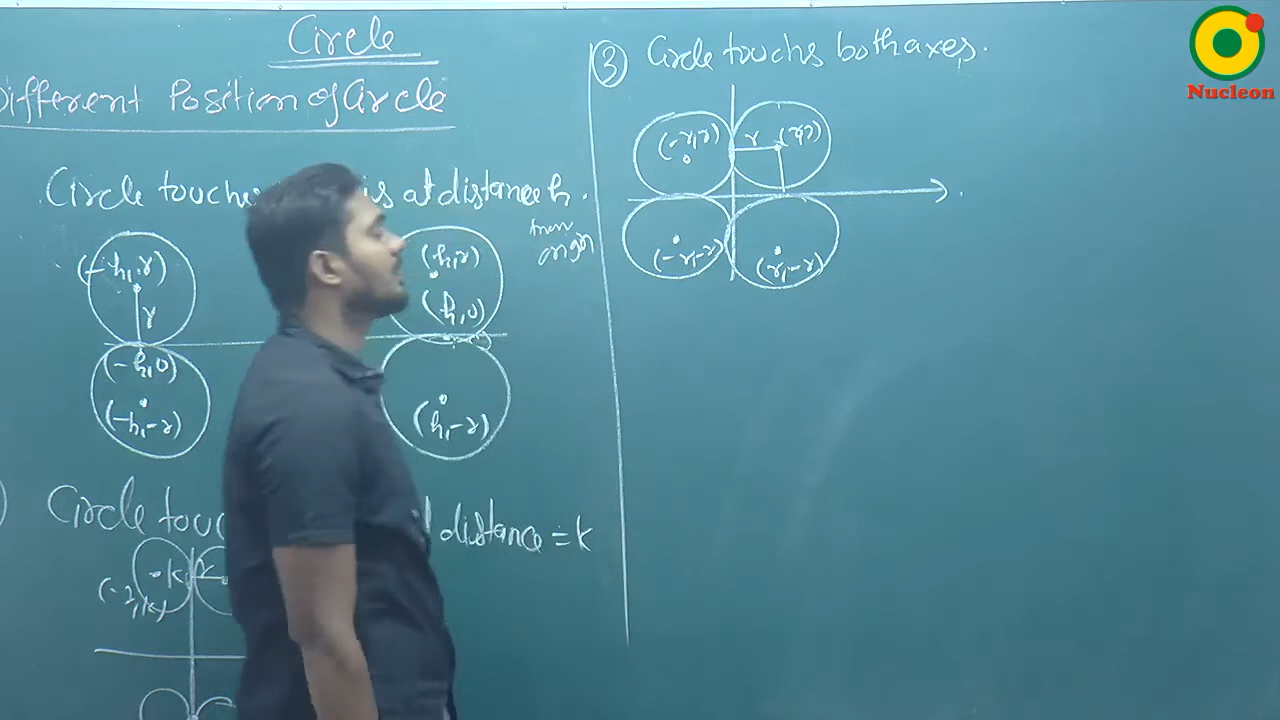 Circle
Different Position of Circle
Circle touches is at distance h.
from
origin
(-h, r)
r
(h, r)
(h, 0)
(-h, 0)
(-h, -r)
(h, -r)
Circle touc distance = k
k
(-r, k)
③ Circle touchs both axes.
(-r, r)
r
(r, r)
(-r, -r)
(r, -r)
Nucleon